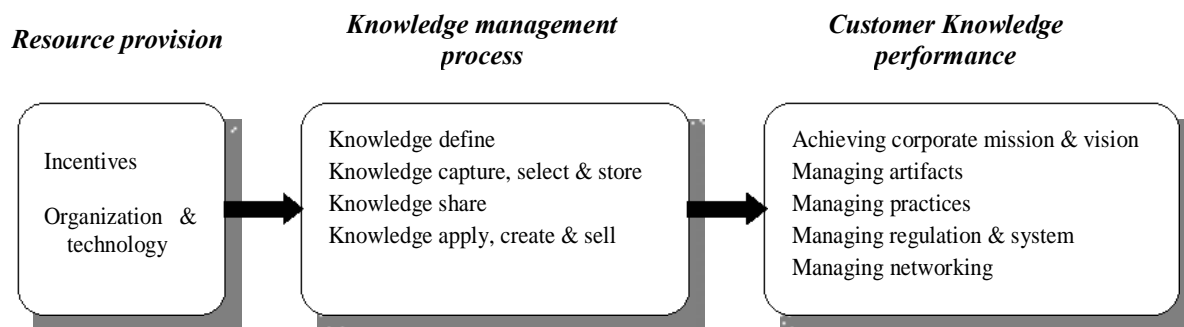 Resource provision
Knowledge management
process
Customer Knowledge
performance
Incentives
Organization &
technology
Knowledge define
Knowledge capture, select & store
Knowledge share
Knowledge apply, create & sell
Achieving corporate mission & vision
Managing artifacts
Managing practices
Managing regulation & system
Managing networking